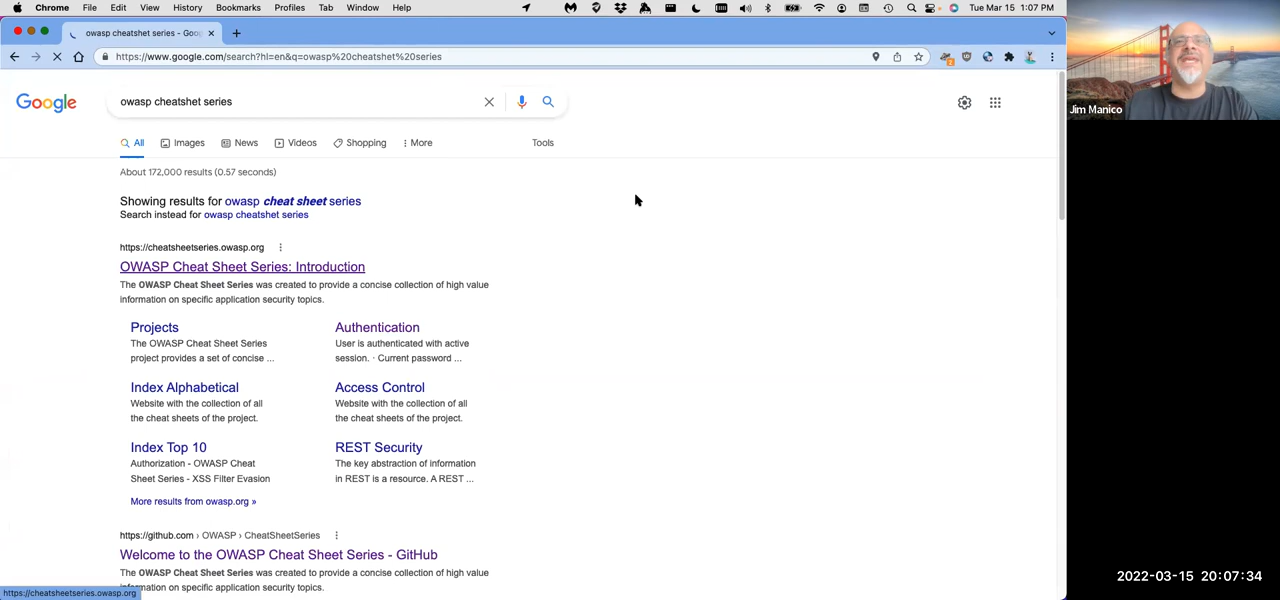 Chrome File Edit View History Bookmarks Profiles Tab Window Help Tue Mar 15 1:07 PM
owasp cheatshet series - Goo
https://www.google.com/search?hl=en&q=owasp%20cheatshet%20series
Google
owasp cheatshet series
All Images News Videos Shopping More Tools
About 172,000 results (0.57 seconds)
Showing results for owasp cheat sheet series
Search instead for owasp cheatshet series
https://cheatsheetseries.owasp.org
OWASP Cheat Sheet Series: Introduction
The OWASP Cheat Sheet Series was created to provide a concise collection of high value
information on specific application security topics.
Projects
The OWASP Cheat Sheet Series
project provides a set of concise ...
Authentication
User is authenticated with active
session. · Current password ...
Index Alphabetical
Website with the collection of all
the cheat sheets of the project.
Access Control
Website with the collection of all
the cheat sheets of the project.
Index Top 10
Authorization - OWASP Cheat
Sheet Series - XSS Filter Evasion
REST Security
The key abstraction of information
in REST is a resource. A REST ...
More results from owasp.org »
https://github.com › OWASP › CheatSheetSeries
Welcome to the OWASP Cheat Sheet Series - GitHub
The OWASP Cheat Sheet Series was created to provide a concise collection of high value
information on specific application security topics.
https://cheatsheetseries.owasp.org
Jim Manico
2022-03-15 20:07:34